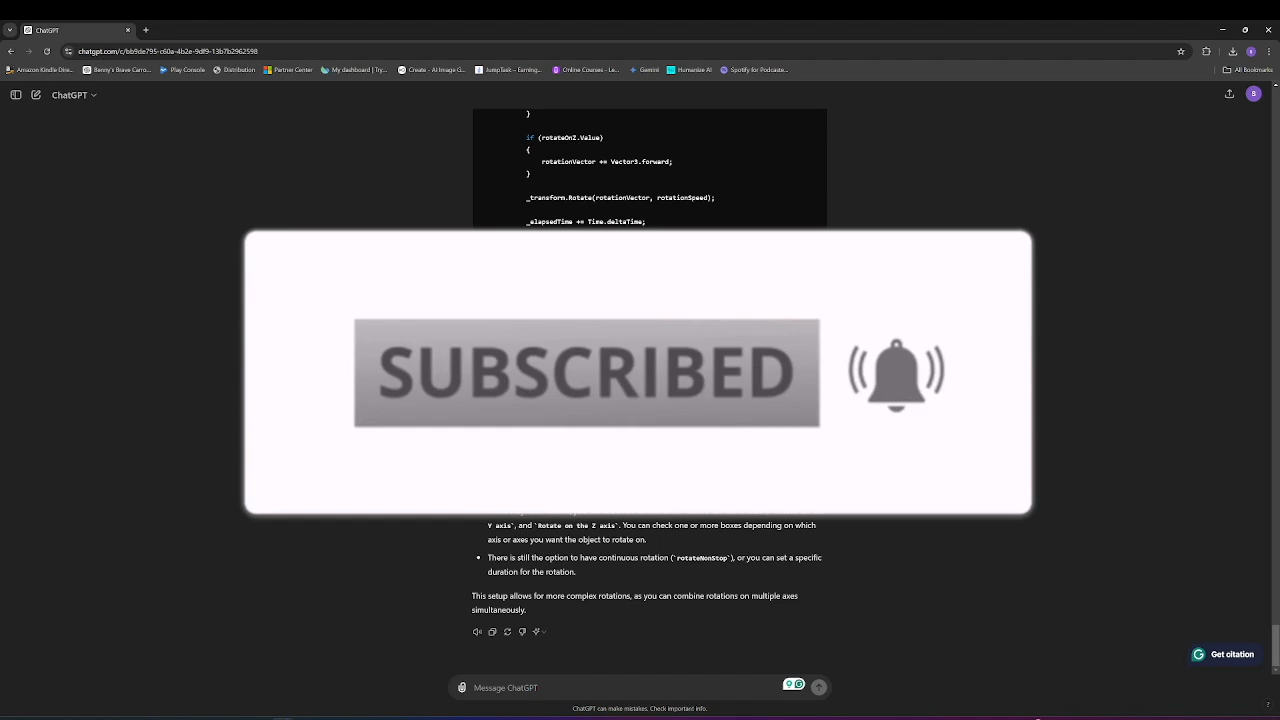 ChatGPT
chatgpt.com/c/bb9de795-c60a-4b2e-9df9-13b7b2962598
Amazon Kindle Direc...
Benny's Brave Carro...
Play Console
Distribution
Partner Center
My dashboard | Try...
Create - AI Image G...
JumpTask – Earning...
Online Courses - Le...
Gemini
Humanize AI
Spotify for Podcaste...
All Bookmarks
ChatGPT
B
}
if (rotateOnZ.Value)
{
rotationVector += Vector3.forward;
}
_transform.Rotate(rotationVector, rotationSpeed);
_elapsedTime += Time.deltaTime;
SUBSCRIBED
Y axis`, and `Rotate on the Z axis`. You can check one or more boxes depending on which
axis or axes you want the object to rotate on.
There is still the option to have continuous rotation (`rotateNonStop`), or you can set a specific
duration for the rotation.
This setup allows for more complex rotations, as you can combine rotations on multiple axes
simultaneously.
Get citation
Message ChatGPT
ChatGPT can make mistakes. Check important info.
?